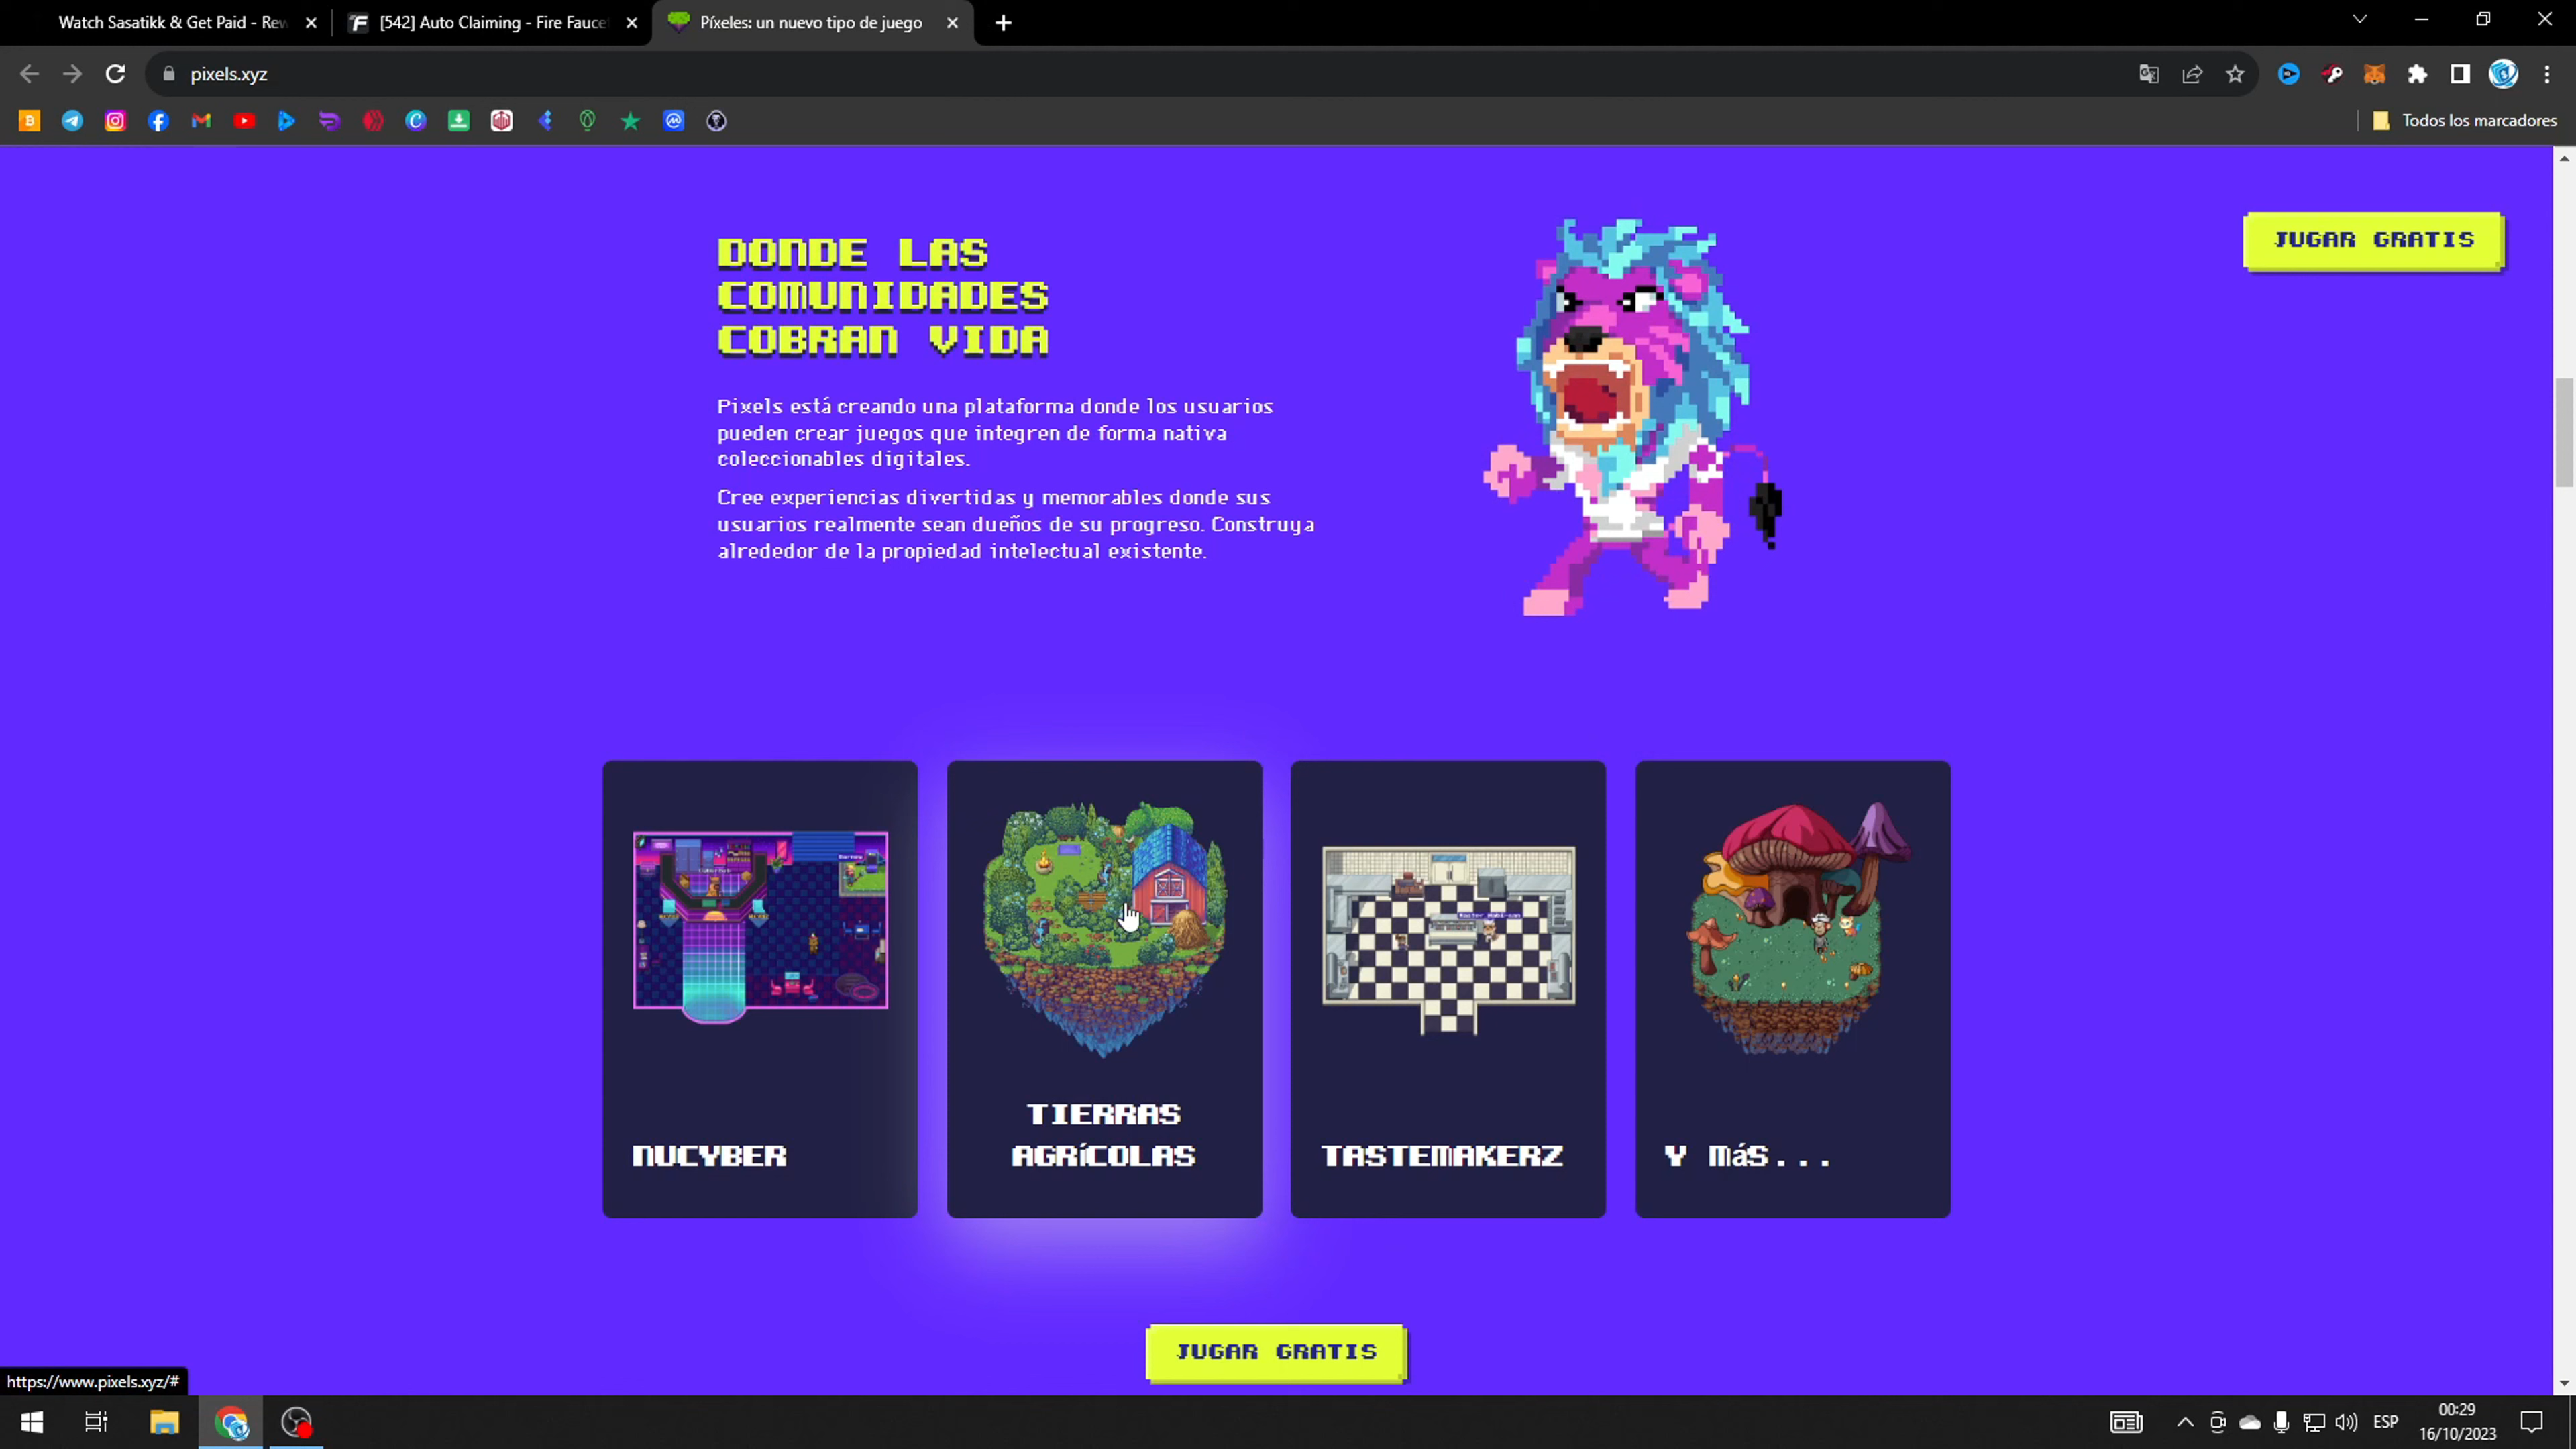 Watch Sasatikk & Get Paid - Rew
[542] Auto Claiming - Fire Fauce
Píxeles: un nuevo tipo de juego
pixels.xyz
Todos los marcadores
JUGAR GRATIS
DONDE LAS
COMUNIDADES
COBRAN VIDA
Pixels está creando una plataforma donde los usuarios
pueden crear juegos que integren de forma nativa
coleccionables digitales.
Cree experiencias divertidas y memorables donde sus
usuarios realmente sean dueños de su progreso. Construya
alrededor de la propiedad intelectual existente.
NUCYBER
TIERRAS
AGRÍCOLAS
TASTEMAKERZ
Y MáS...
JUGAR GRATIS
https://www.pixels.xyz/#
ESP
00:29
16/10/2023